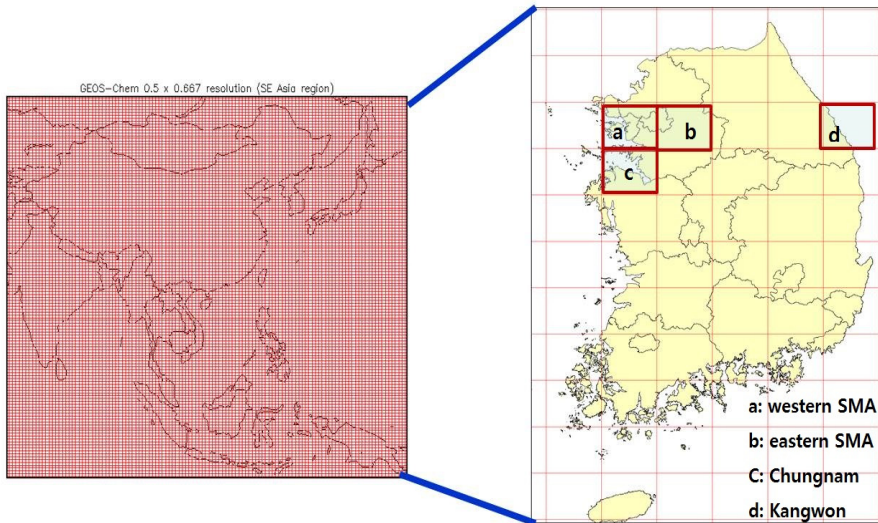 GEOS-Chem 0.5 x 0.667 resolution (SE Asia region)
a
b
c
d
a: western SMA
b: eastern SMA
C: Chungnam
d: Kangwon